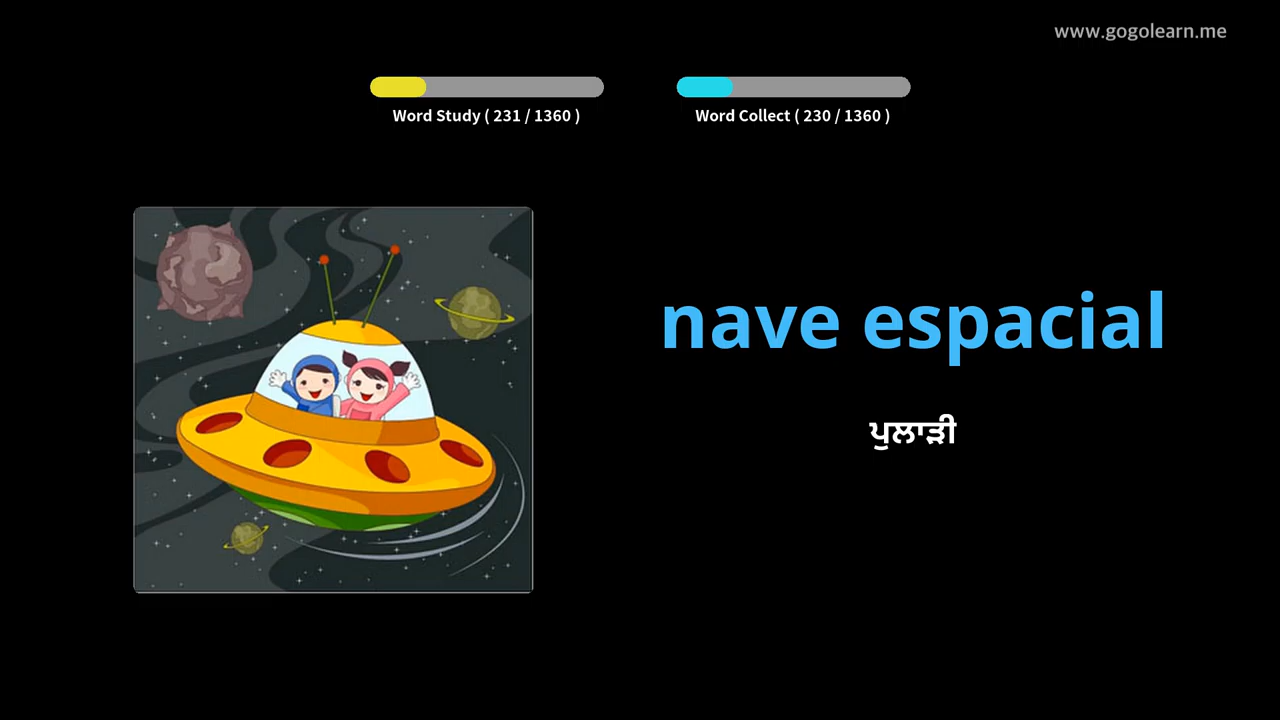 www.gogolearn.me
Word Study ( 231 / 1360 )
Word Collect ( 230 / 1360 )
nave espacial
ਪੁਲਾੜੀ